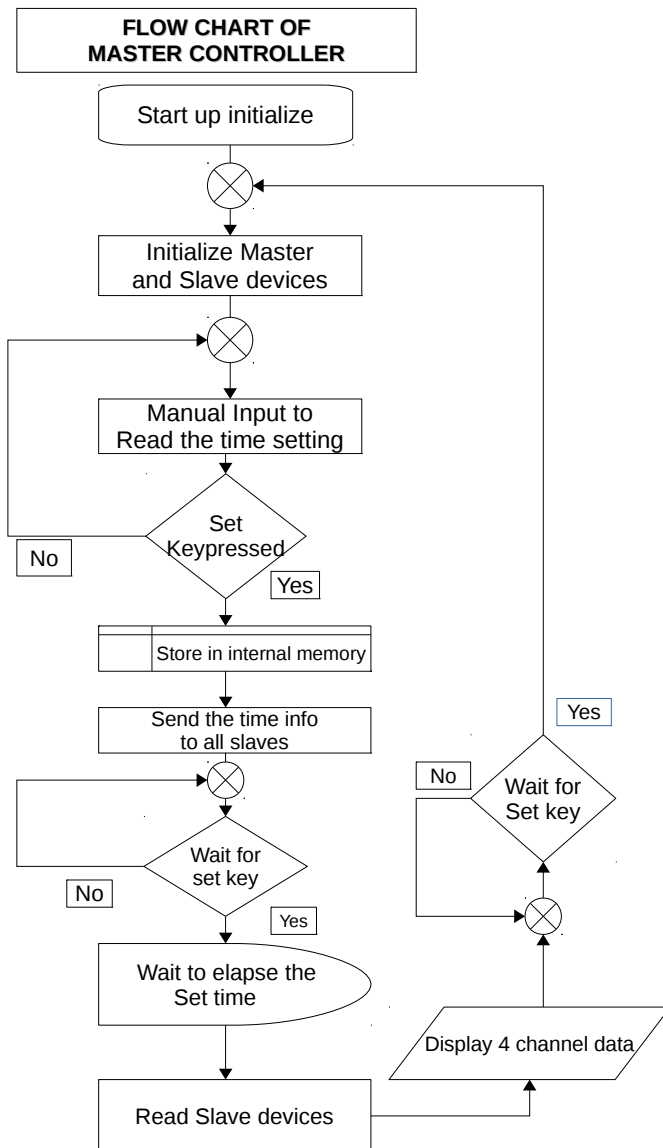 FLOW CHART OF
MASTER CONTROLLER
Start up initialize
Initialize Master
and Slave devices
Manual Input to
Read the time setting
Set
Keypressed
No
Yes
Store in internal memory
Send the time info
to all slaves
Wait for
set key
No
Yes
Wait to elapse the
Set time
Read Slave devices
Display 4 channel data
Wait for
Set key
No
Yes